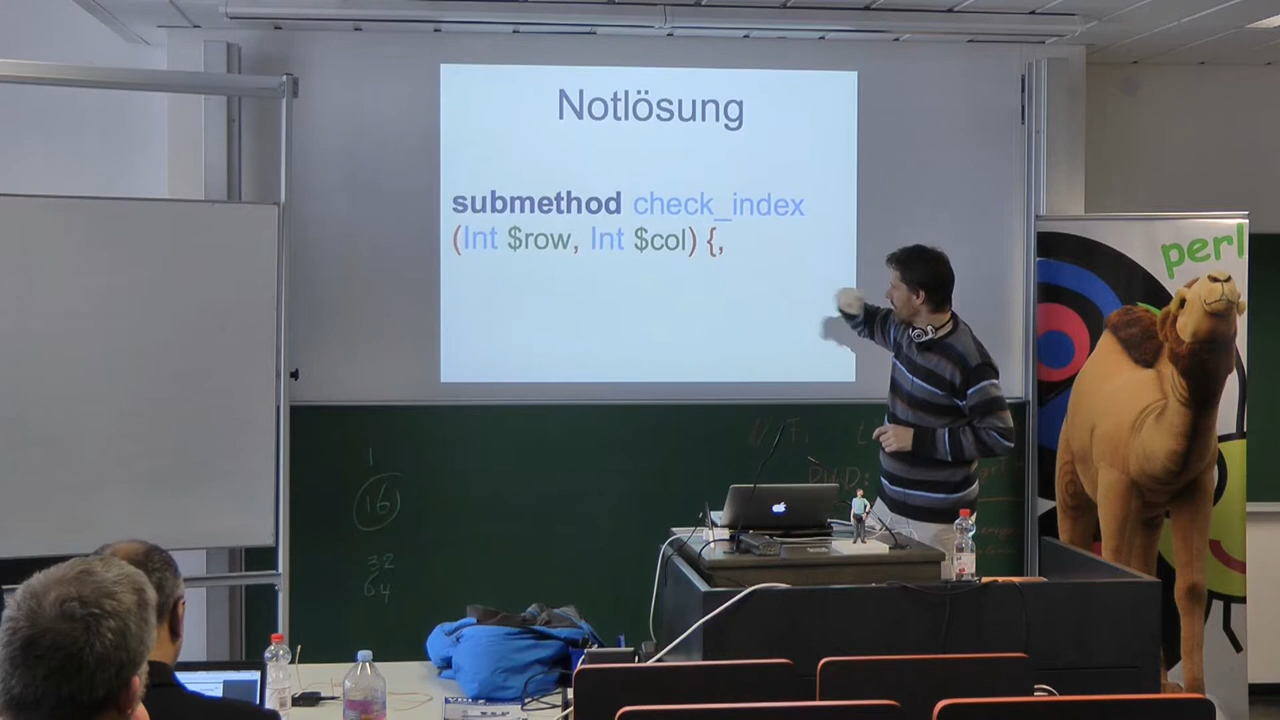 Notlösung
submethod check_index
(Int $row, Int $col) {,
perl
1
16
32
64